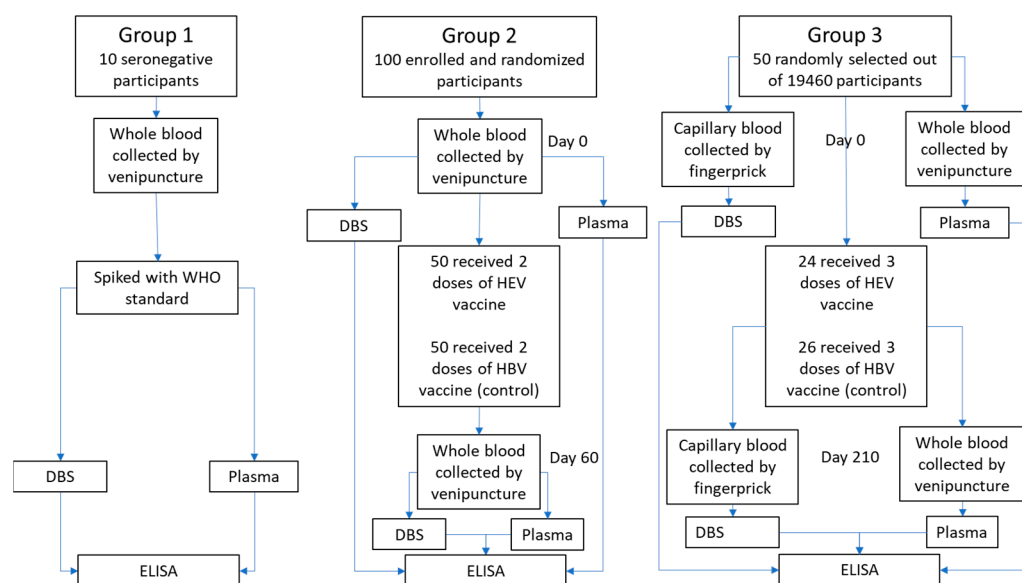 Group 1
10 seronegative
participants
Whole blood
collected by
venipuncture
Spiked with WHO
standard
DBS
Plasma
ELISA
Group 2
100 enrolled and randomized
participants
Whole blood
collected by
venipuncture
Day 0
DBS
Plasma
50 received 2
doses of HEV
vaccine
50 received 2
doses of HBV
vaccine (control)
Whole blood
collected by
venipuncture
Day 60
DBS
Plasma
ELISA
Group 3
50 randomly selected out
of 19460 participants
Capillary blood
collected by
fingerprick
Day 0
Whole blood
collected by
venipuncture
DBS
Plasma
24 received 3
doses of HEV
vaccine
26 received 3
doses of HBV
vaccine (control)
Capillary blood
collected by
fingerprick
Day 210
Whole blood
collected by
venipuncture
DBS
Plasma
ELISA